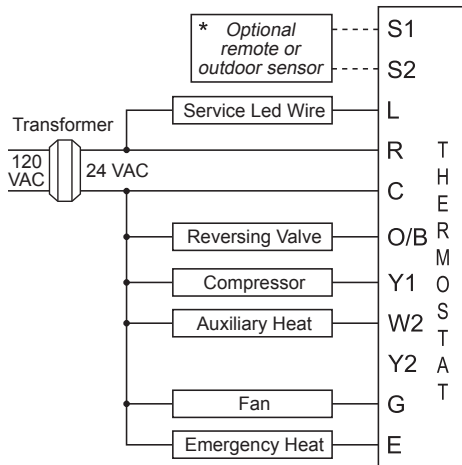 * Optional
remote or
outdoor sensor
S1
S2
Service Led Wire
L
Transformer
120
VAC
24 VAC
R
C
Reversing Valve
O/B
Compressor
Y1
Auxiliary Heat
W2
Y2
Fan
G
Emergency Heat
E
THERMOSTAT